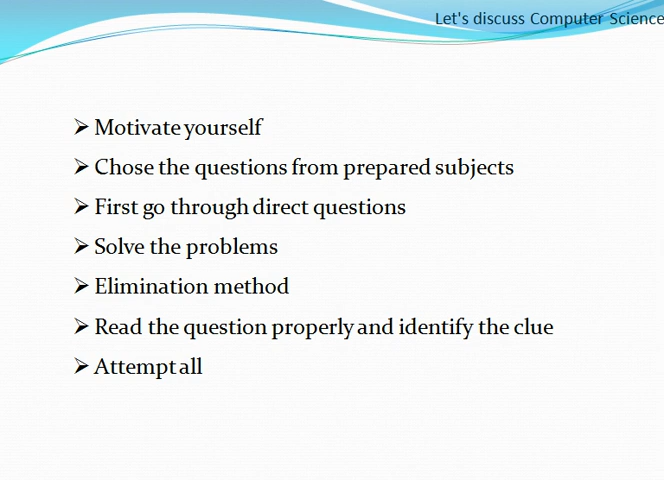 Let's discuss Computer Science
➢ Motivate yourself
➢ Chose the questions from prepared subjects
➢ First go through direct questions
➢ Solve the problems
➢ Elimination method
➢ Read the question properly and identify the clue
➢ Attempt all